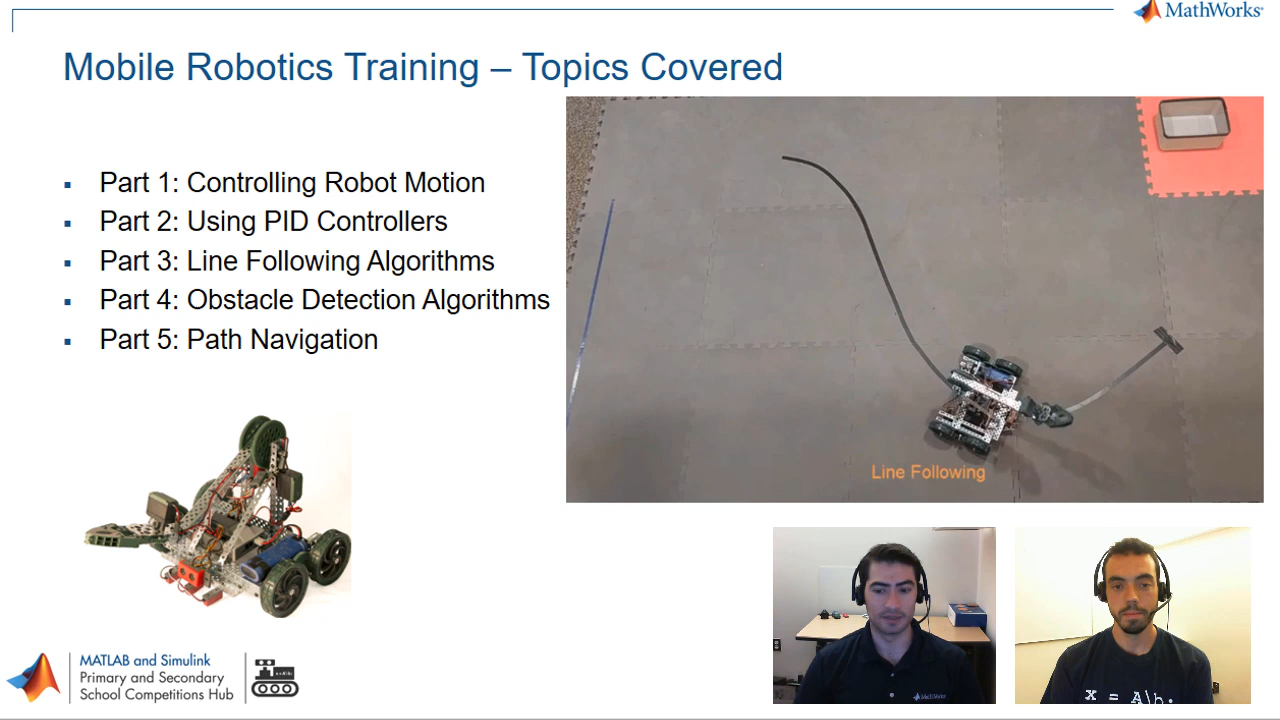 MathWorks®
Mobile Robotics Training – Topics Covered
Part 1: Controlling Robot Motion
Part 2: Using PID Controllers
Part 3: Line Following Algorithms
Part 4: Obstacle Detection Algorithms
Part 5: Path Navigation
Line Following
MathWorks
x = A\b;
MATLAB and Simulink
Primary and Secondary
School Competitions Hub